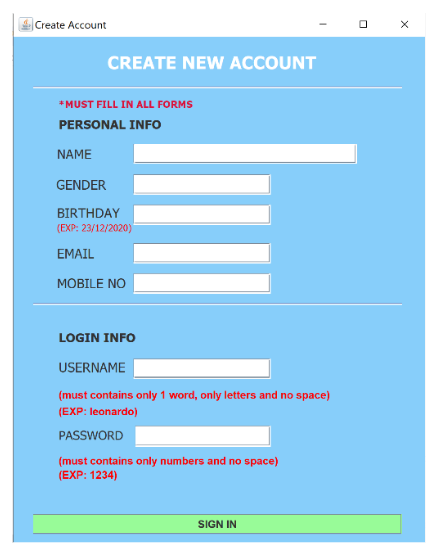 Create Account
CREATE NEW ACCOUNT
*MUST FILL IN ALL FORMS
PERSONAL INFO
NAME
GENDER
BIRTHDAY
(EXP: 23/12/2020)
EMAIL
MOBILE NO
LOGIN INFO
USERNAME
(must contains only 1 word, only letters and no space)
(EXP: leonardo)
PASSWORD
(must contains only numbers and no space)
(EXP: 1234)
SIGN IN